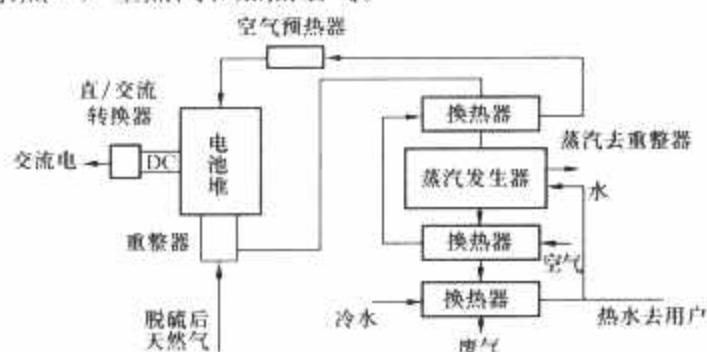 空气预热器
直/交流
转换器
换热器
电池堆
蒸汽去重整器
交流电
DC
蒸汽发生器
水
重整器
换热器
空气
脱硫后
天然气
冷水
换热器
热水去用户
废气